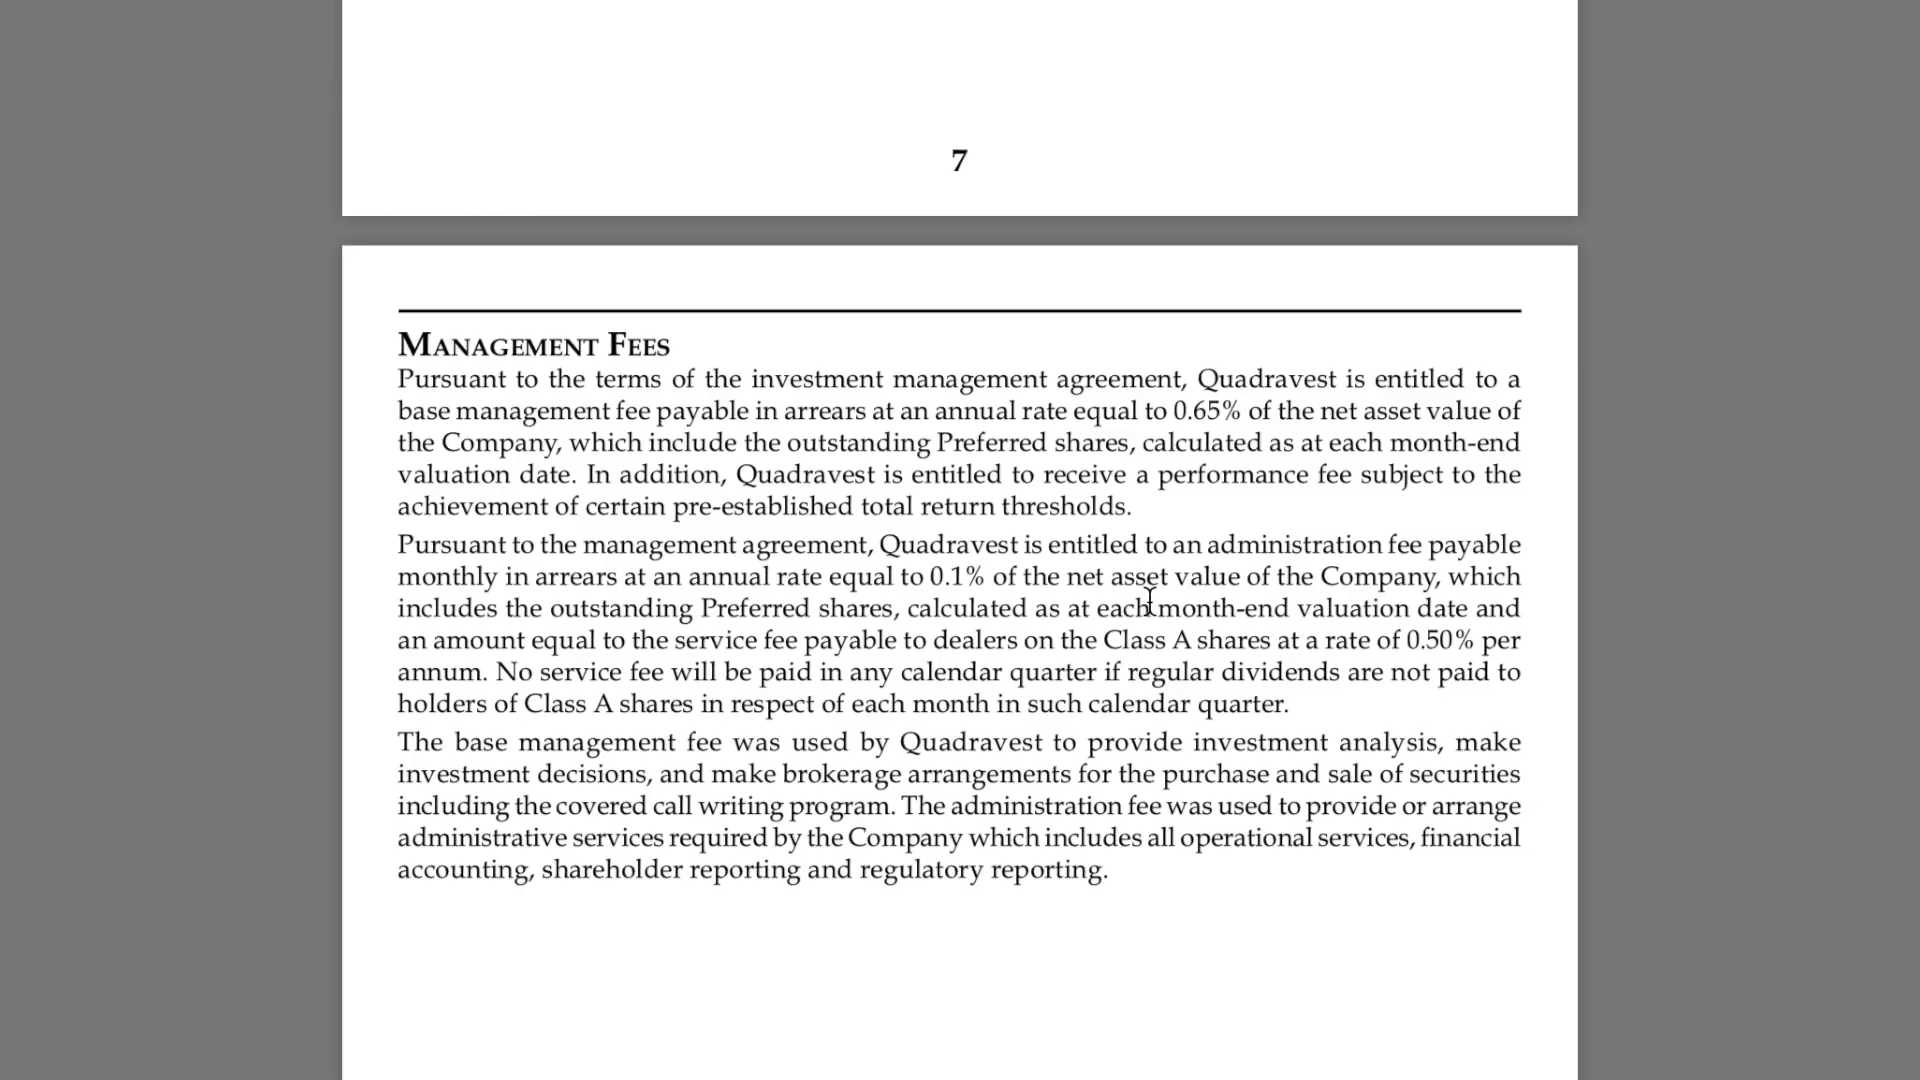 7
MANAGEMENT FEES
Pursuant to the terms of the investment management agreement, Quadravest is entitled to a
base management fee payable in arrears at an annual rate equal to 0.65% of the net asset value of
the Company, which include the outstanding Preferred shares, calculated as at each month-end
valuation date. In addition, Quadravest is entitled to receive a performance fee subject to the
achievement of certain pre-established total return thresholds.
Pursuant to the management agreement, Quadravest is entitled to an administration fee payable
monthly in arrears at an annual rate equal to 0.1% of the net asset value of the Company, which
includes the outstanding Preferred shares, calculated as at each month-end valuation date and
an amount equal to the service fee payable to dealers on the Class A shares at a rate of 0.50% per
annum. No service fee will be paid in any calendar quarter if regular dividends are not paid to
holders of Class A shares in respect of each month in such calendar quarter.
The base management fee was used by Quadravest to provide investment analysis, make
investment decisions, and make brokerage arrangements for the purchase and sale of securities
including the covered call writing program. The administration fee was used to provide or arrange
administrative services required by the Company which includes all operational services, financial
accounting, shareholder reporting and regulatory reporting.